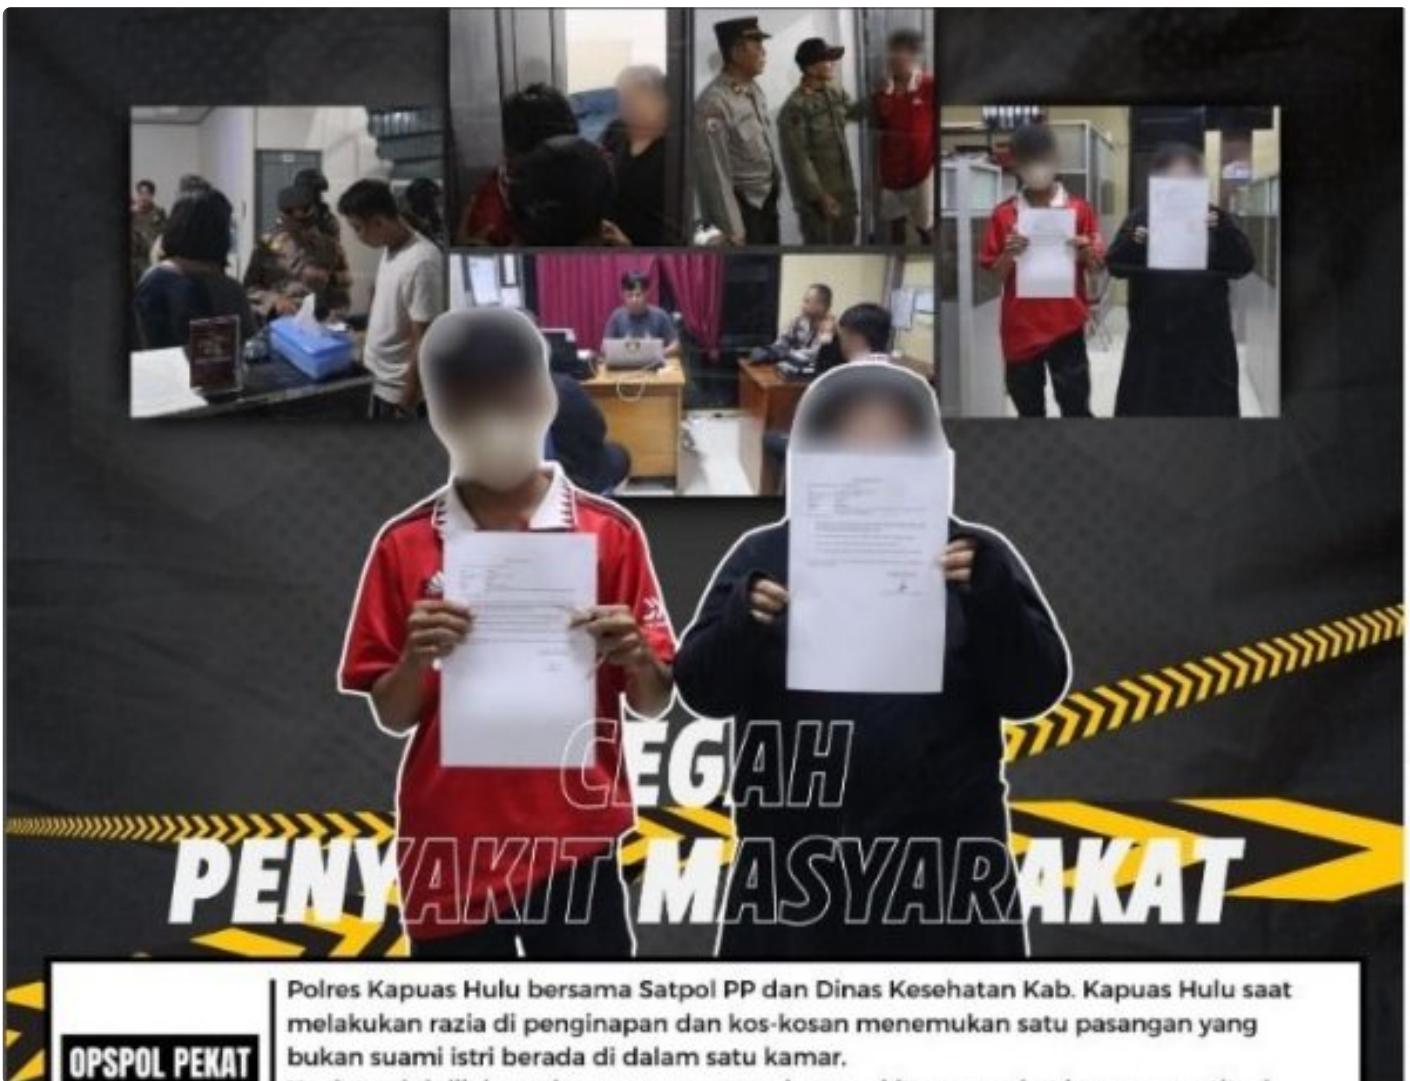 CEGAH
PENYAKIT MASYARAKAT
OPSPOL PEKAT
Polres Kapuas Hulu bersama Satpol PP dan Dinas Kesehatan Kab. Kapuas Hulu saat
melakukan razia di penginapan dan kos-kosan menemukan satu pasangan yang
bukan suami istri berada di dalam satu kamar.